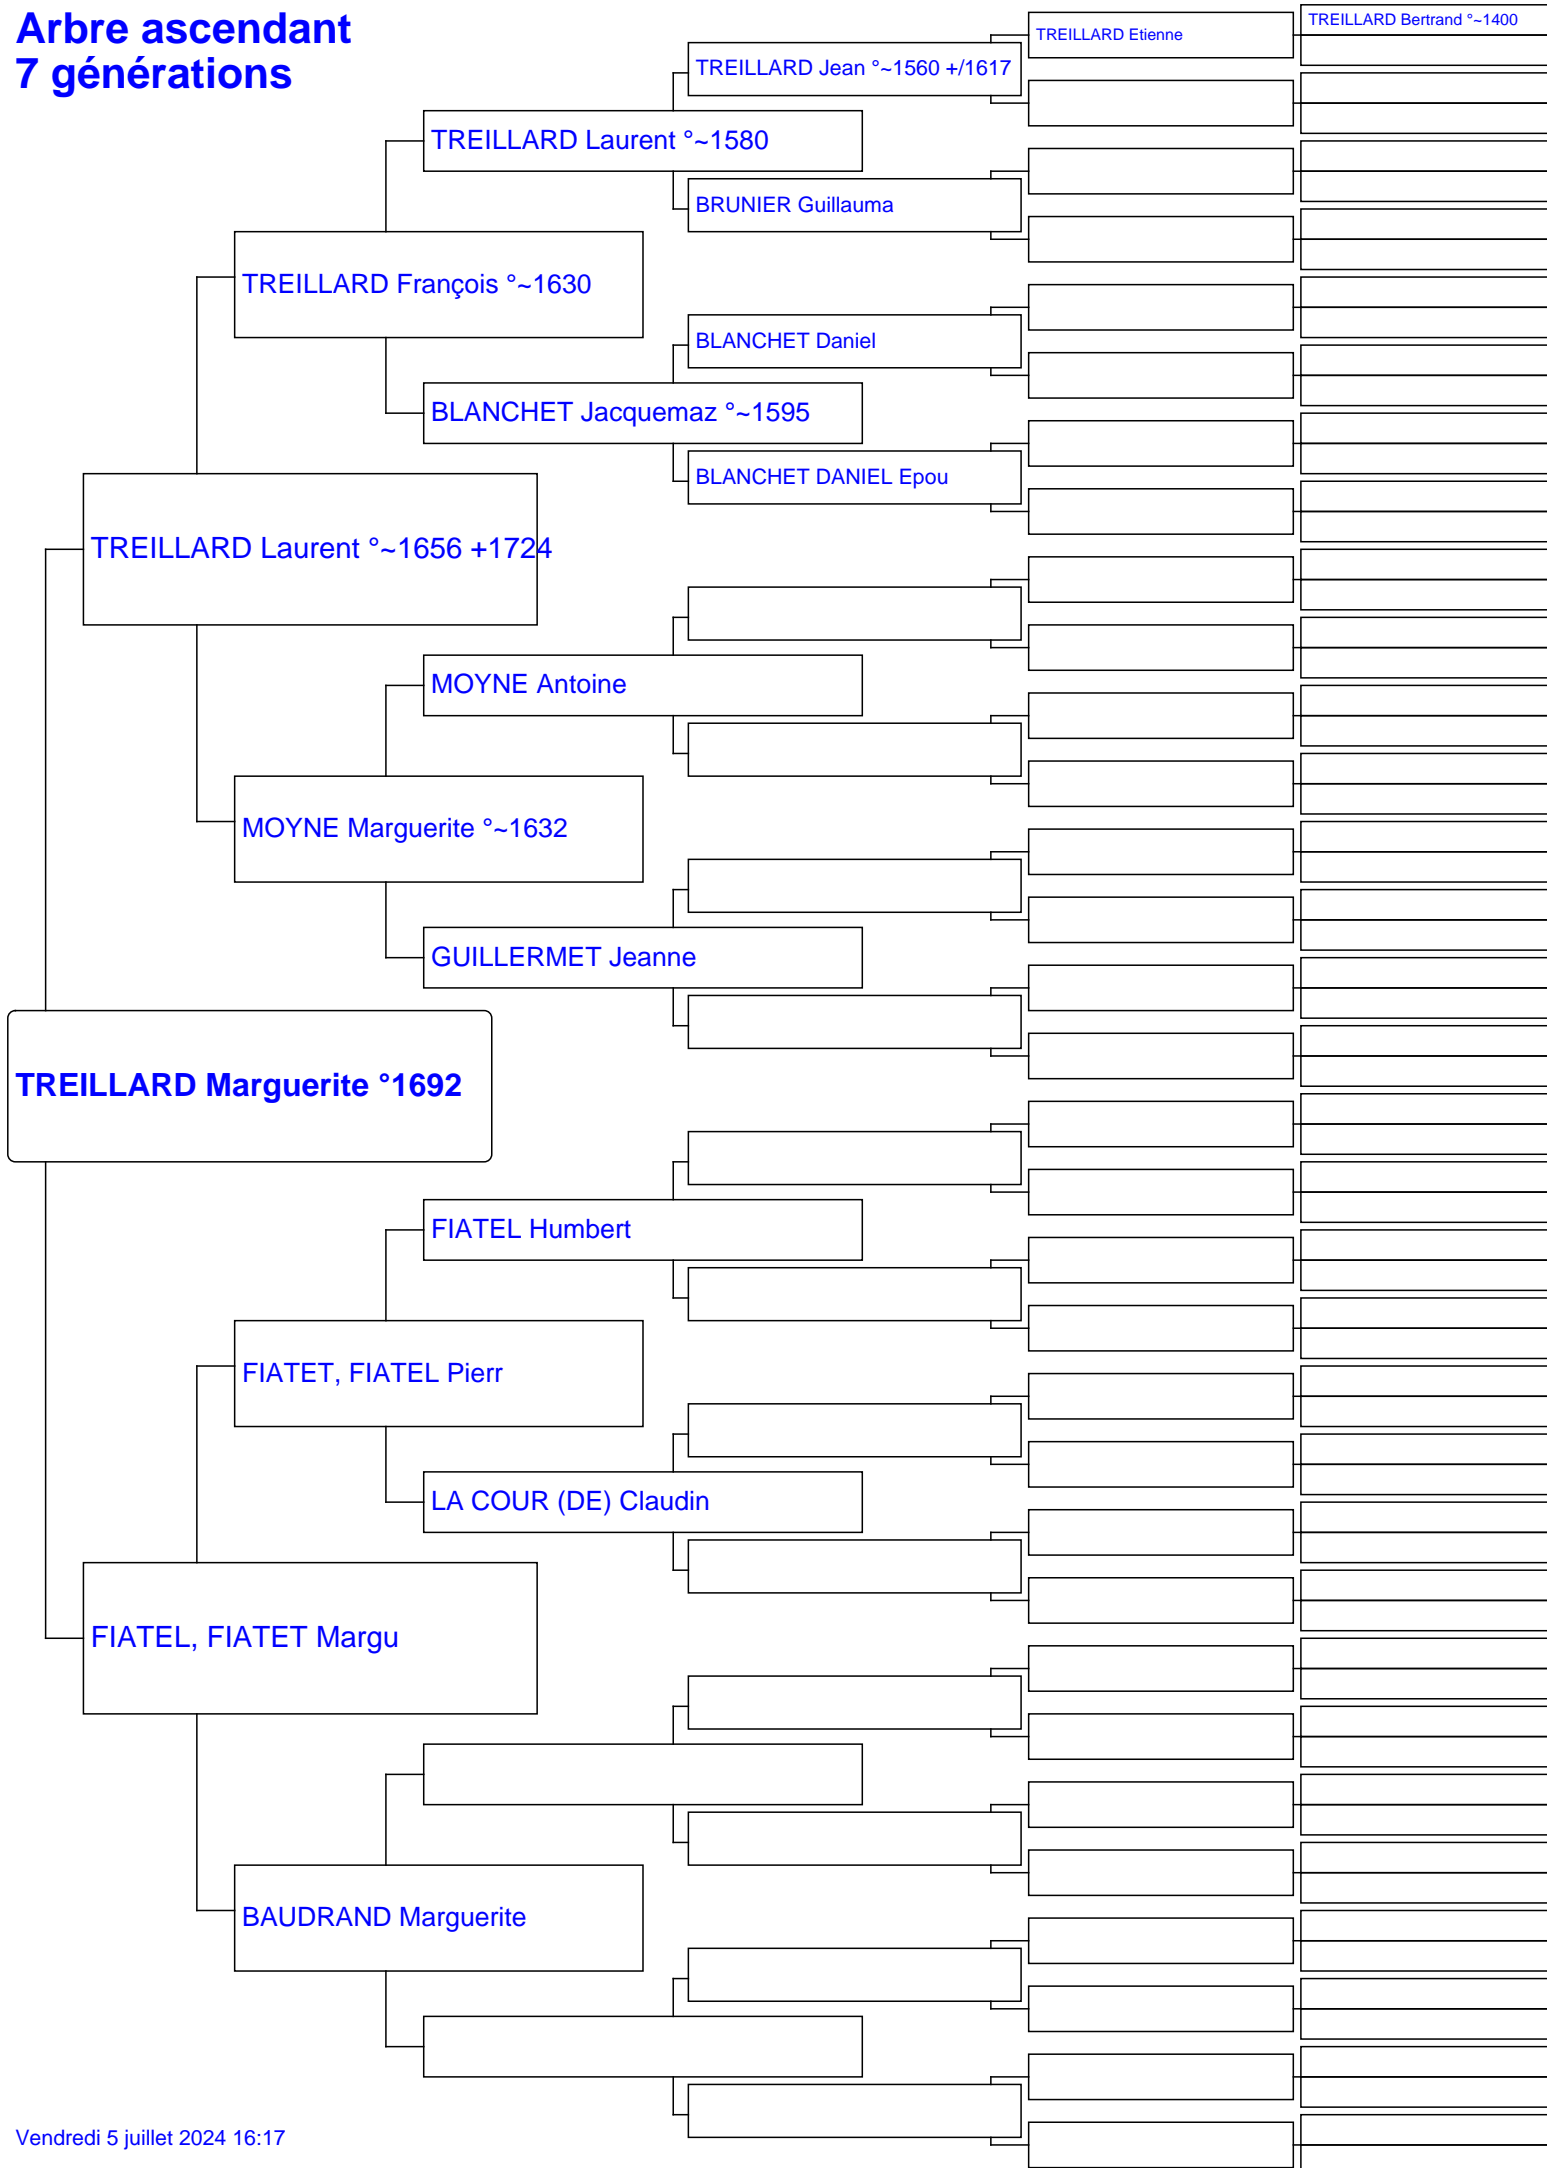 Arbre ascendant
7 générations
TREILLARD Etienne
TREILLARD Bertrand °~1400
TREILLARD Jean °~1560 +/1617
TREILLARD Laurent °~1580
BRUNIER Guillauma
TREILLARD François °~1630
BLANCHET Daniel
BLANCHET Jacquemaz °~1595
BLANCHET DANIEL Epou
TREILLARD Laurent °~1656 +1724
MOYNE Antoine
MOYNE Marguerite °~1632
GUILLERMET Jeanne
TREILLARD Marguerite °1692
FIATEL Humbert
FIATET, FIATEL Pierr
LA COUR (DE) Claudin
FIATEL, FIATET Margu
BAUDRAND Marguerite
Vendredi 5 juillet 2024 16:17